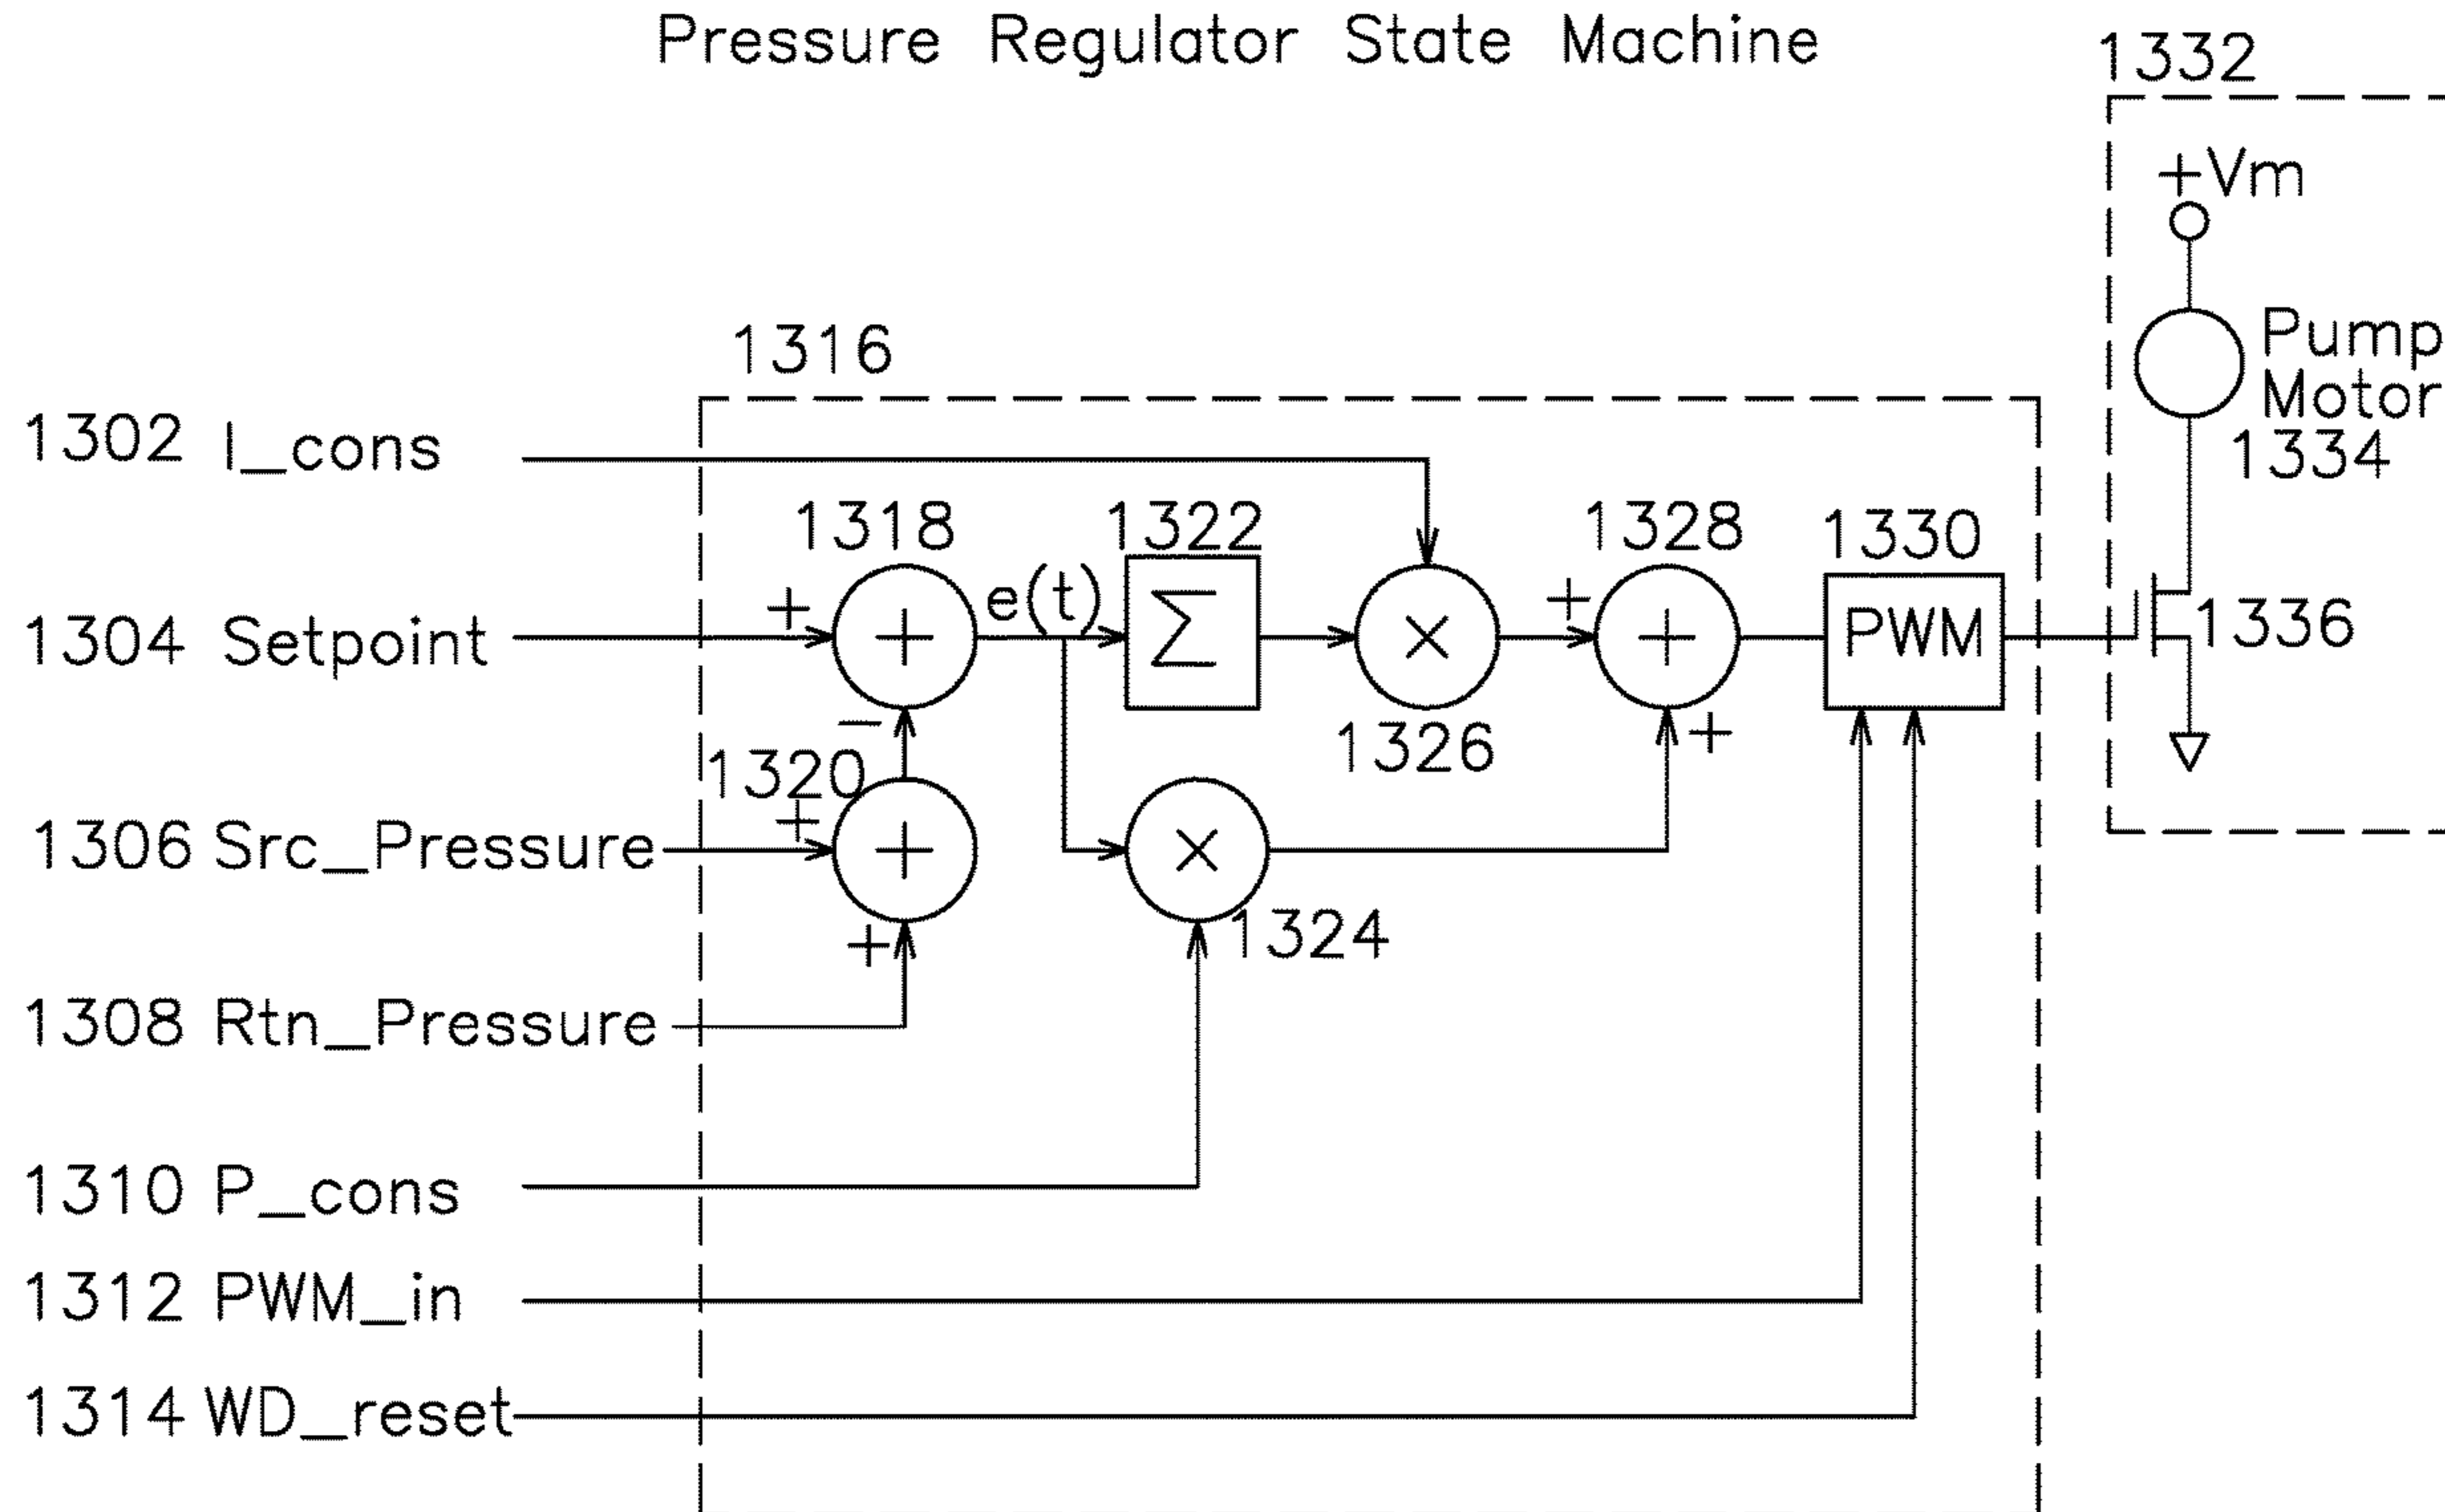 Pressure Regulator State Machine
1332
+Vm
Pump
Motor
1334
1316
1302 I_cons
1318
1322
1328
1330
+
e(t)
Σ
+
1304 Setpoint
+
×
+
PWM
1336
−
1320
1326
+
+
1306 Src_Pressure
+
×
1324
+
1308 Rtn_Pressure
1310 P_cons
1312 PWM_in
1314 WD_reset